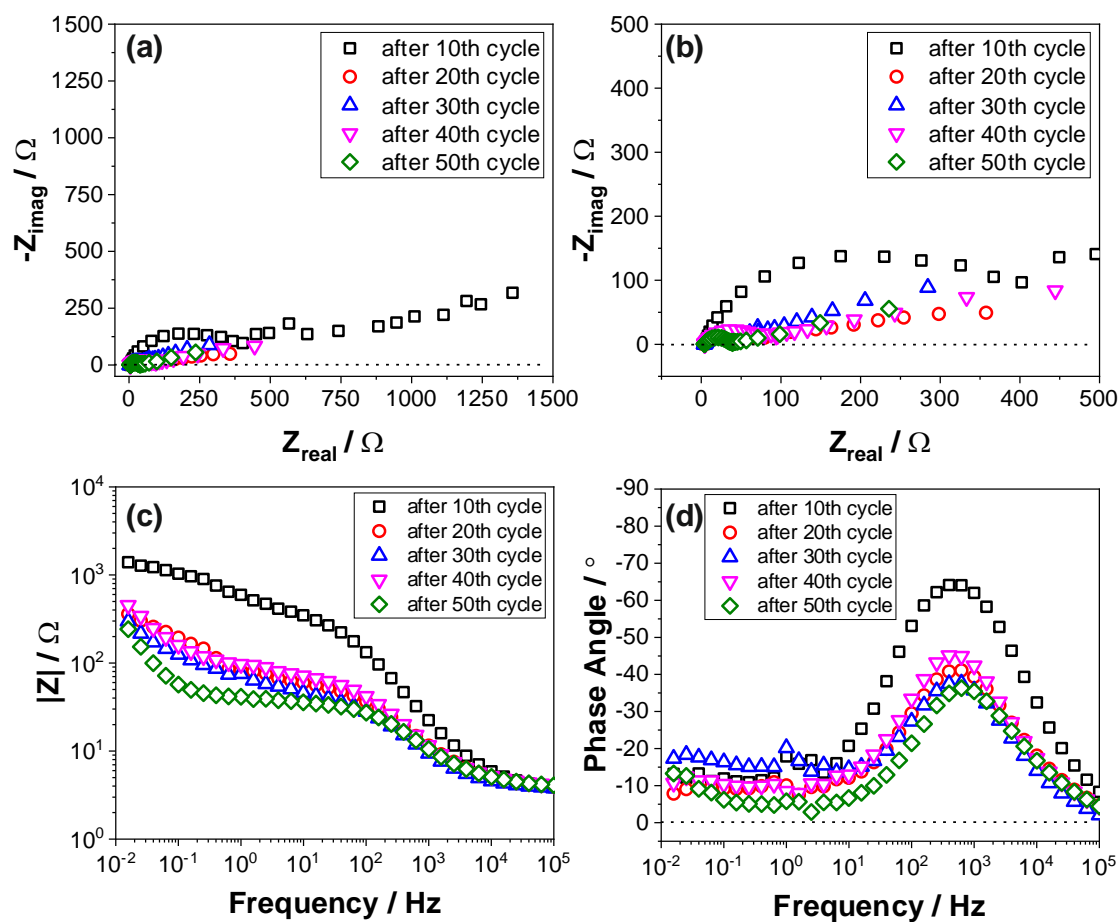 (a)
after 10th cycle
after 20th cycle
after 30th cycle
after 40th cycle
after 50th cycle
1500
1250
1000
750
500
250
0
-Z_imag / Ω
0 250 500 750 1000 1250 1500
Z_real / Ω
(b)
after 10th cycle
after 20th cycle
after 30th cycle
after 40th cycle
after 50th cycle
500
400
300
200
100
0
-Z_imag / Ω
0 100 200 300 400 500
Z_real / Ω
(c)
after 10th cycle
after 20th cycle
after 30th cycle
after 40th cycle
after 50th cycle
10^4
10^3
10^2
10^1
10^0
|Z| / Ω
10^-2 10^-1 10^0 10^1 10^2 10^3 10^4 10^5
Frequency / Hz
(d)
after 10th cycle
after 20th cycle
after 30th cycle
after 40th cycle
after 50th cycle
-90
-80
-70
-60
-50
-40
-30
-20
-10
0
Phase Angle / °
10^-2 10^-1 10^0 10^1 10^2 10^3 10^4 10^5
Frequency / Hz